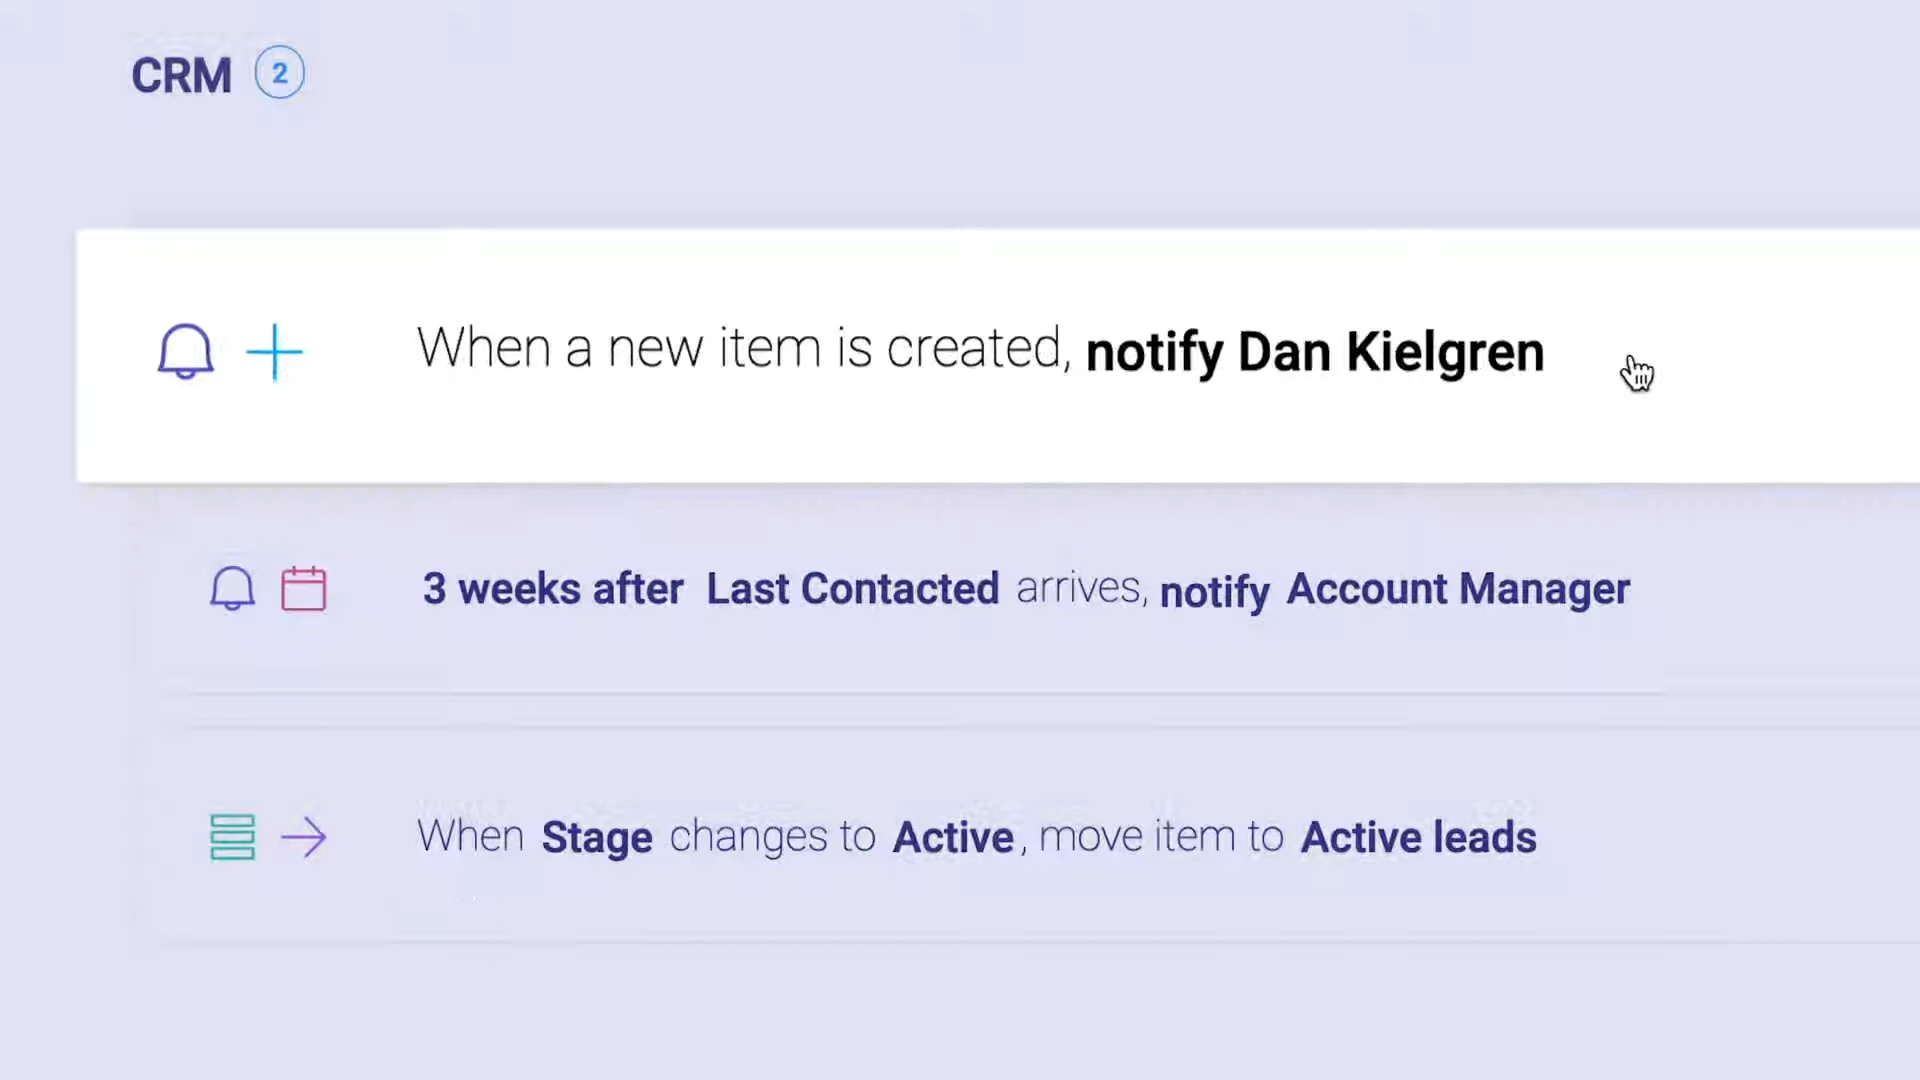 CRM 2
When a new item is created, notify Dan Kielgren
3 weeks after Last Contacted arrives, notify Account Manager
When Stage changes to Active, move item to Active leads